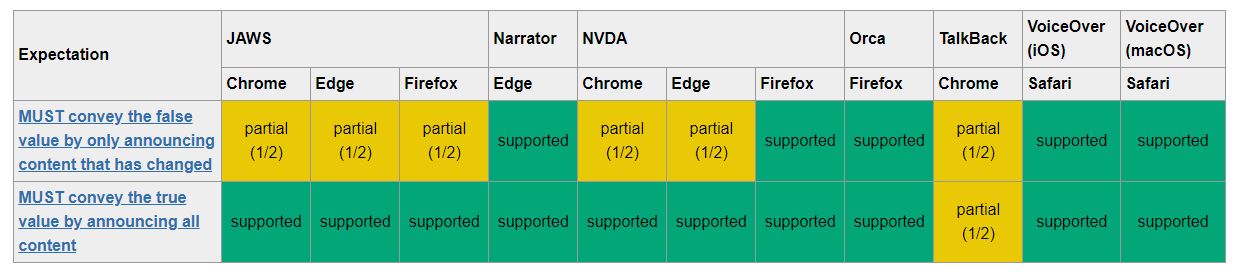 Expectation JAWS Narrator NVDA Orca TalkBack VoiceOver (iOS) VoiceOver (macOS)
Chrome Edge Firefox Edge Chrome Edge Firefox Firefox Chrome Safari Safari
MUST convey the false
value by only announcing
content that has changed
partial (1/2) partial (1/2) partial (1/2) supported partial (1/2) partial (1/2) supported supported partial (1/2) supported supported
MUST convey the true
value by announcing all
content
supported supported supported supported supported supported supported supported partial (1/2) supported supported